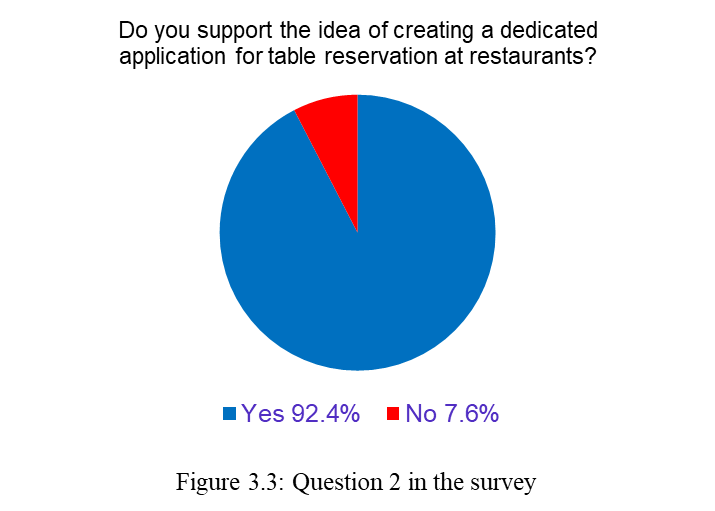 Do you support the idea of creating a dedicated
application for table reservation at restaurants?
Yes 92.4% No 7.6%
Figure 3.3: Question 2 in the survey